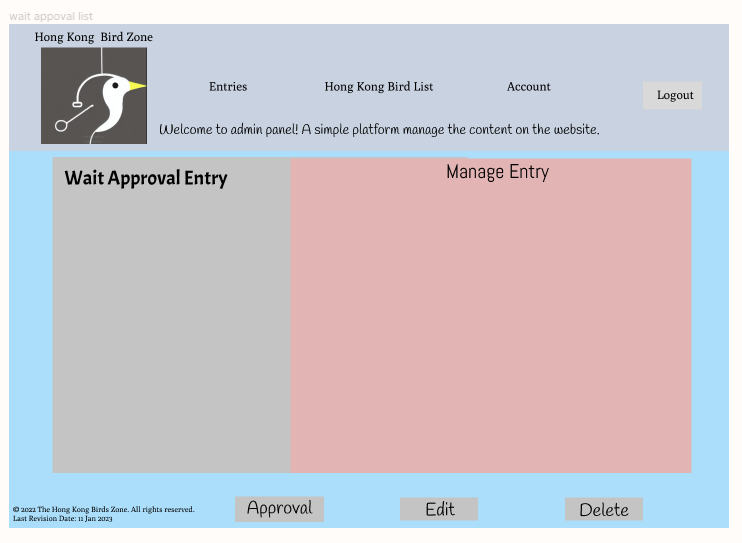 wait appoval list
Hong Kong Bird Zone
Entries
Hong Kong Bird List
Account
Logout
Welcome to admin panel! A simple platform manage the content on the website.
Wait Approval Entry
Manage Entry
Approval
Edit
Delete
© 2022 The Hong Kong Birds Zone. All rights reserved.
Last Revision Date: 11 Jan 2023